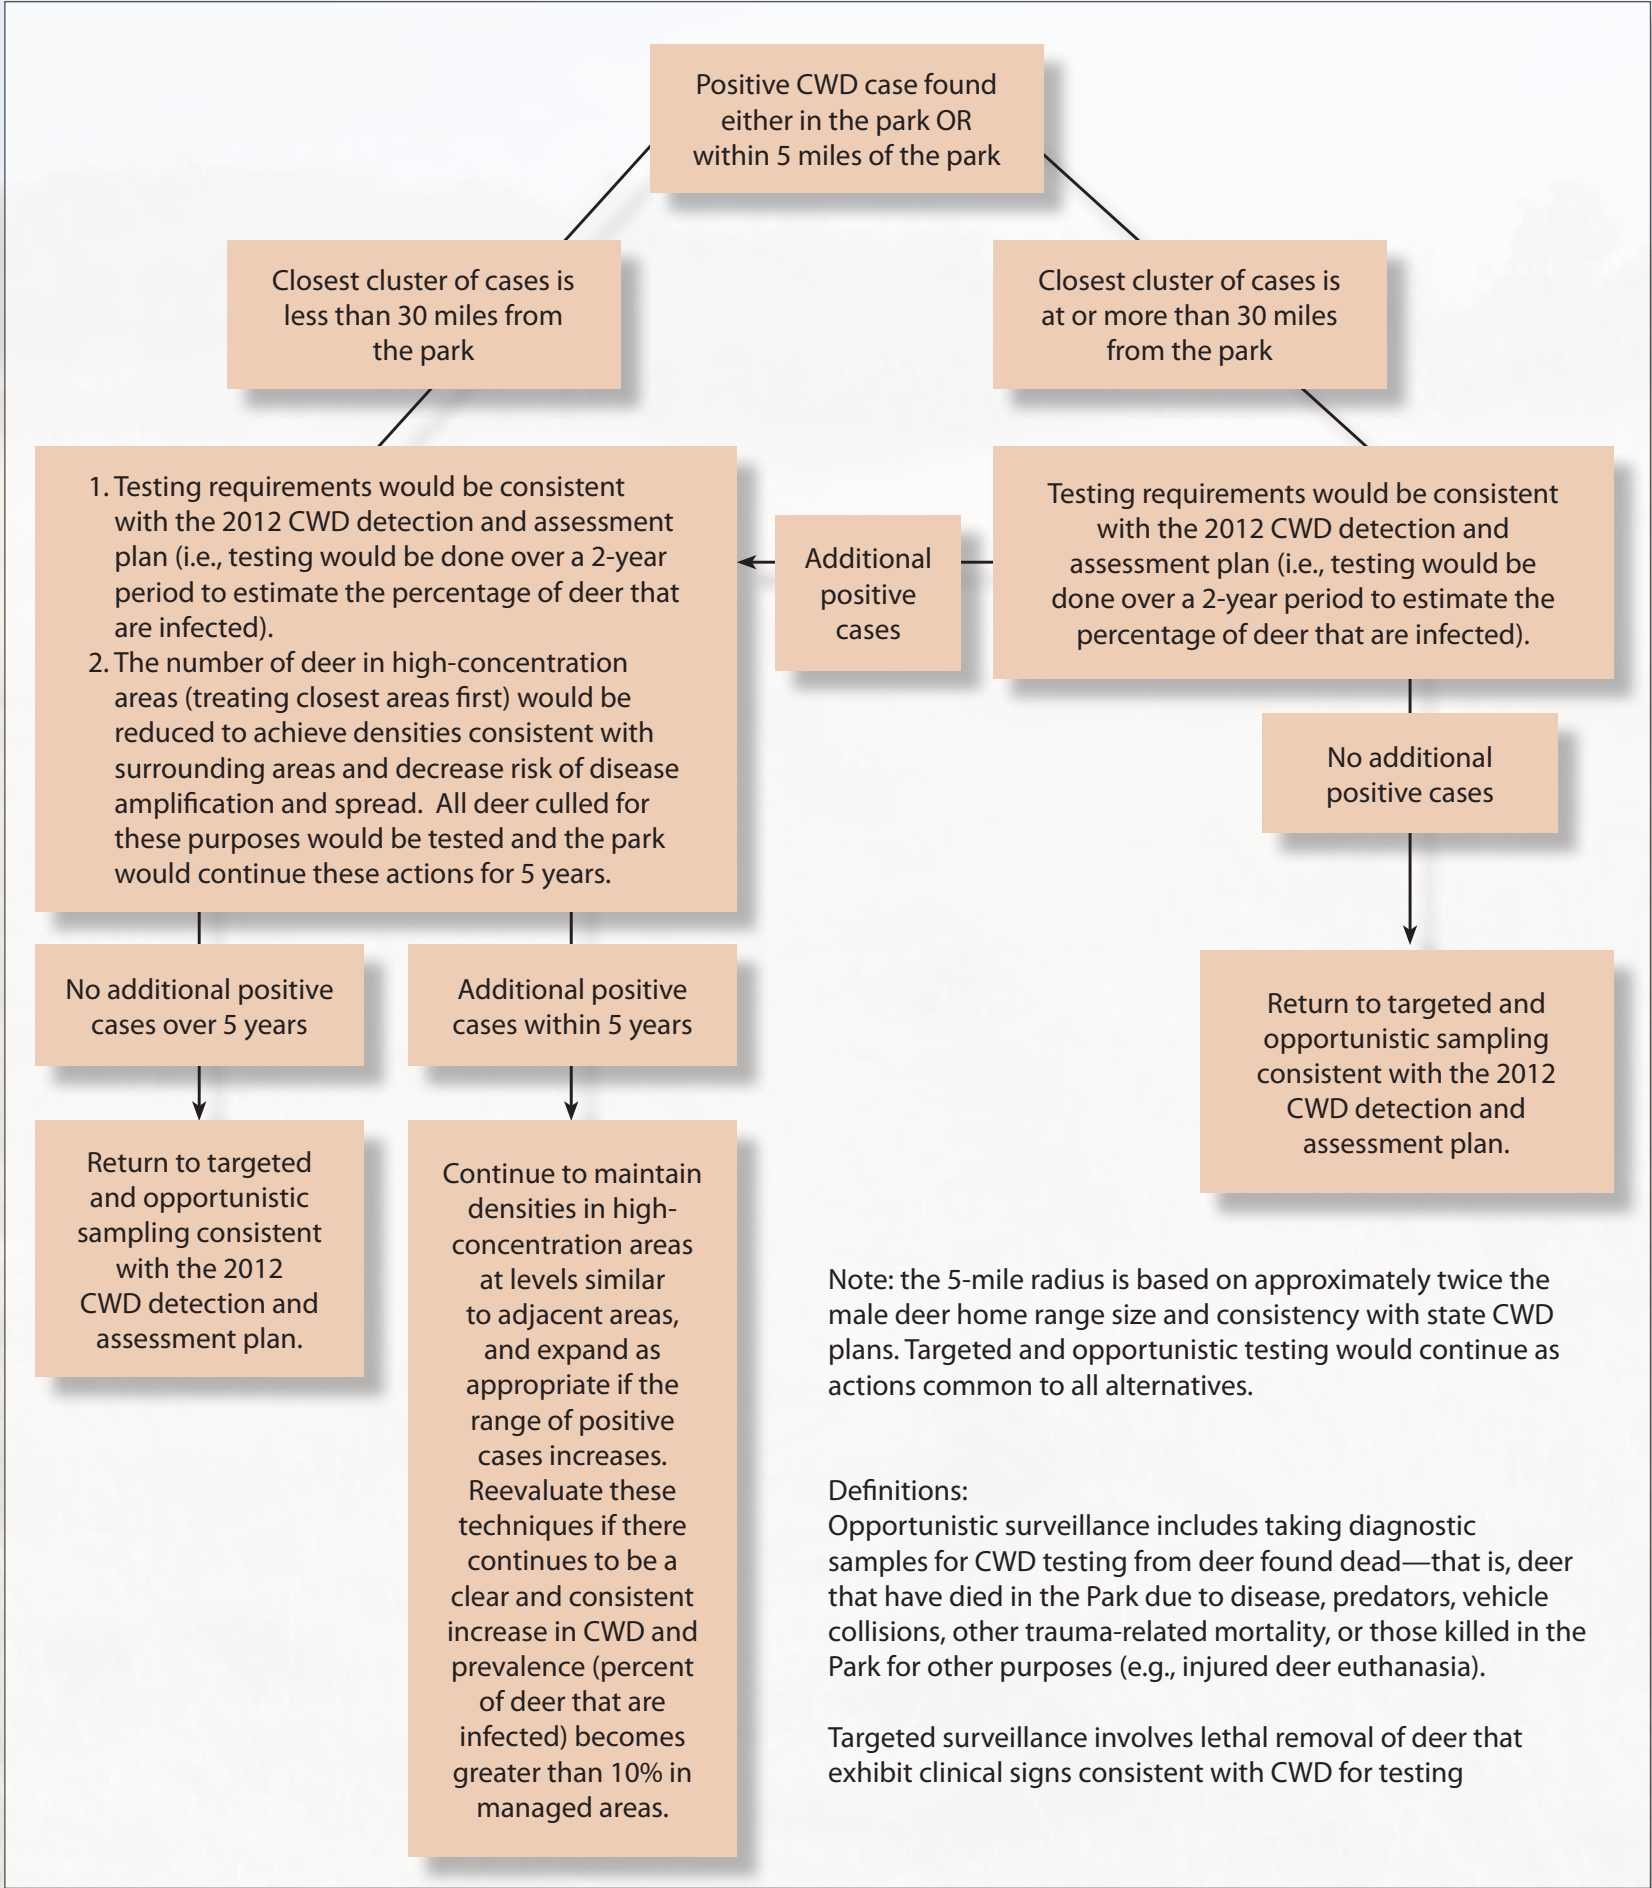 Positive CWD case found
either in the park OR
within 5 miles of the park
Closest cluster of cases is
less than 30 miles from
the park
Closest cluster of cases is
at or more than 30 miles
from the park
1. Testing requirements would be consistent
with the 2012 CWD detection and assessment
plan (i.e., testing would be done over a 2-year
period to estimate the percentage of deer that
are infected).
2. The number of deer in high-concentration
areas (treating closest areas first) would be
reduced to achieve densities consistent with
surrounding areas and decrease risk of disease
amplification and spread.  All deer culled for
these purposes would be tested and the park
would continue these actions for 5 years.
Additional
positive
cases
Testing requirements would be consistent
with the 2012 CWD detection and
assessment plan (i.e., testing would be
done over a 2-year period to estimate the
percentage of deer that are infected).
No additional
positive cases
No additional positive
cases over 5 years
Additional positive
cases within 5 years
Return to targeted and
opportunistic sampling
consistent with the 2012
CWD detection and
assessment plan.
Return to targeted
and opportunistic
sampling consistent
with the 2012
CWD detection and
assessment plan.
Continue to maintain
densities in high-
concentration areas
at levels similar
to adjacent areas,
and expand as
appropriate if the
range of positive
cases increases.
Reevaluate these
techniques if there
continues to be a
clear and consistent
increase in CWD and
prevalence (percent
of deer that are
infected) becomes
greater than 10% in
managed areas.
Note: the 5-mile radius is based on approximately twice the
male deer home range size and consistency with state CWD
plans. Targeted and opportunistic testing would continue as
actions common to all alternatives.
Definitions:
Opportunistic surveillance includes taking diagnostic
samples for CWD testing from deer found dead—that is, deer
that have died in the Park due to disease, predators, vehicle
collisions, other trauma-related mortality, or those killed in the
Park for other purposes (e.g., injured deer euthanasia).
Targeted surveillance involves lethal removal of deer that
exhibit clinical signs consistent with CWD for testing